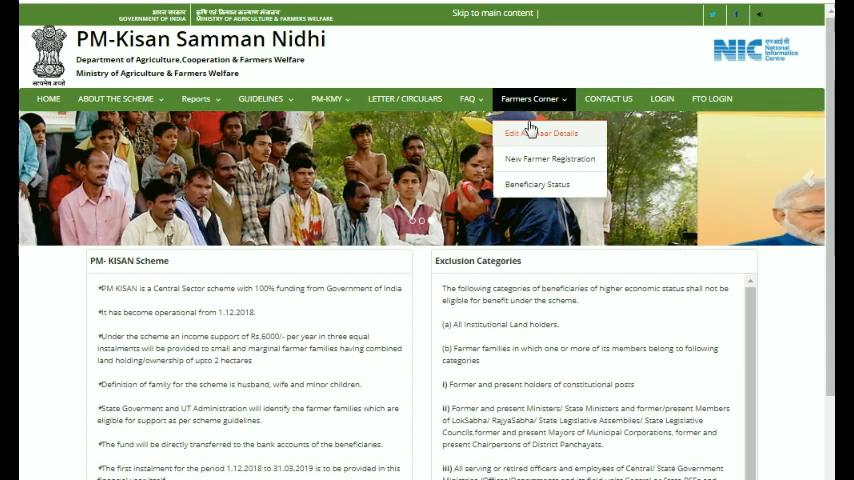 भारत सरकार
GOVERNMENT OF INDIA
कृषि एवं किसान कल्याण मंत्रालय
MINISTRY OF AGRICULTURE & FARMERS WELFARE
Skip to main content |
सत्यमेव जयते
PM-Kisan Samman Nidhi
Department of Agriculture,Cooperation & Farmers Welfare
Ministry of Agriculture & Farmers Welfare
NIC
एन आई सी
National
Informatics
Centre
HOME ABOUT THE SCHEME Reports GUIDELINES PM-KMY LETTER / CIRCULARS FAQ Farmers Corner CONTACT US LOGIN FTO LOGIN
Edit Details
New Farmer Registration
Beneficiary Status
PM- KISAN Scheme
*PM KISAN is a Central Sector scheme with 100% funding from Government of India
*It has become operational from 1.12.2018.
*Under the scheme an income support of Rs.6000/- per year in three equal
instalments will be provided to small and marginal farmer families having combined
land holding/ownership of upto 2 hectares
*Definition of family for the scheme is husband, wife and minor children.
*State Goverment and UT Administration will identify the farmer families which are
eligible for support as per scheme guidelines.
*The fund will be directly transferred to the bank accounts of the beneficiaries.
*The first instalment for the period 1.12.2018 to 31.03.2019 is to be provided in this
financial year itself
Exclusion Categories
The following categories of beneficiaries of higher economic status shall not be
eligible for benefit under the scheme.
(a) All Institutional Land holders.
(b) Farmer families in which one or more of its members belong to following
categories
i) Former and present holders of constitutional posts
ii) Former and present Ministers/ State Ministers and former/present Members
of LokSabha/ RajyaSabha/ State Legislative Assemblies/ State Legislative
Councils,former and present Mayors of Municipal Corporations, former and
present Chairpersons of District Panchayats.
iii) All serving or retired officers and employees of Central/ State Government